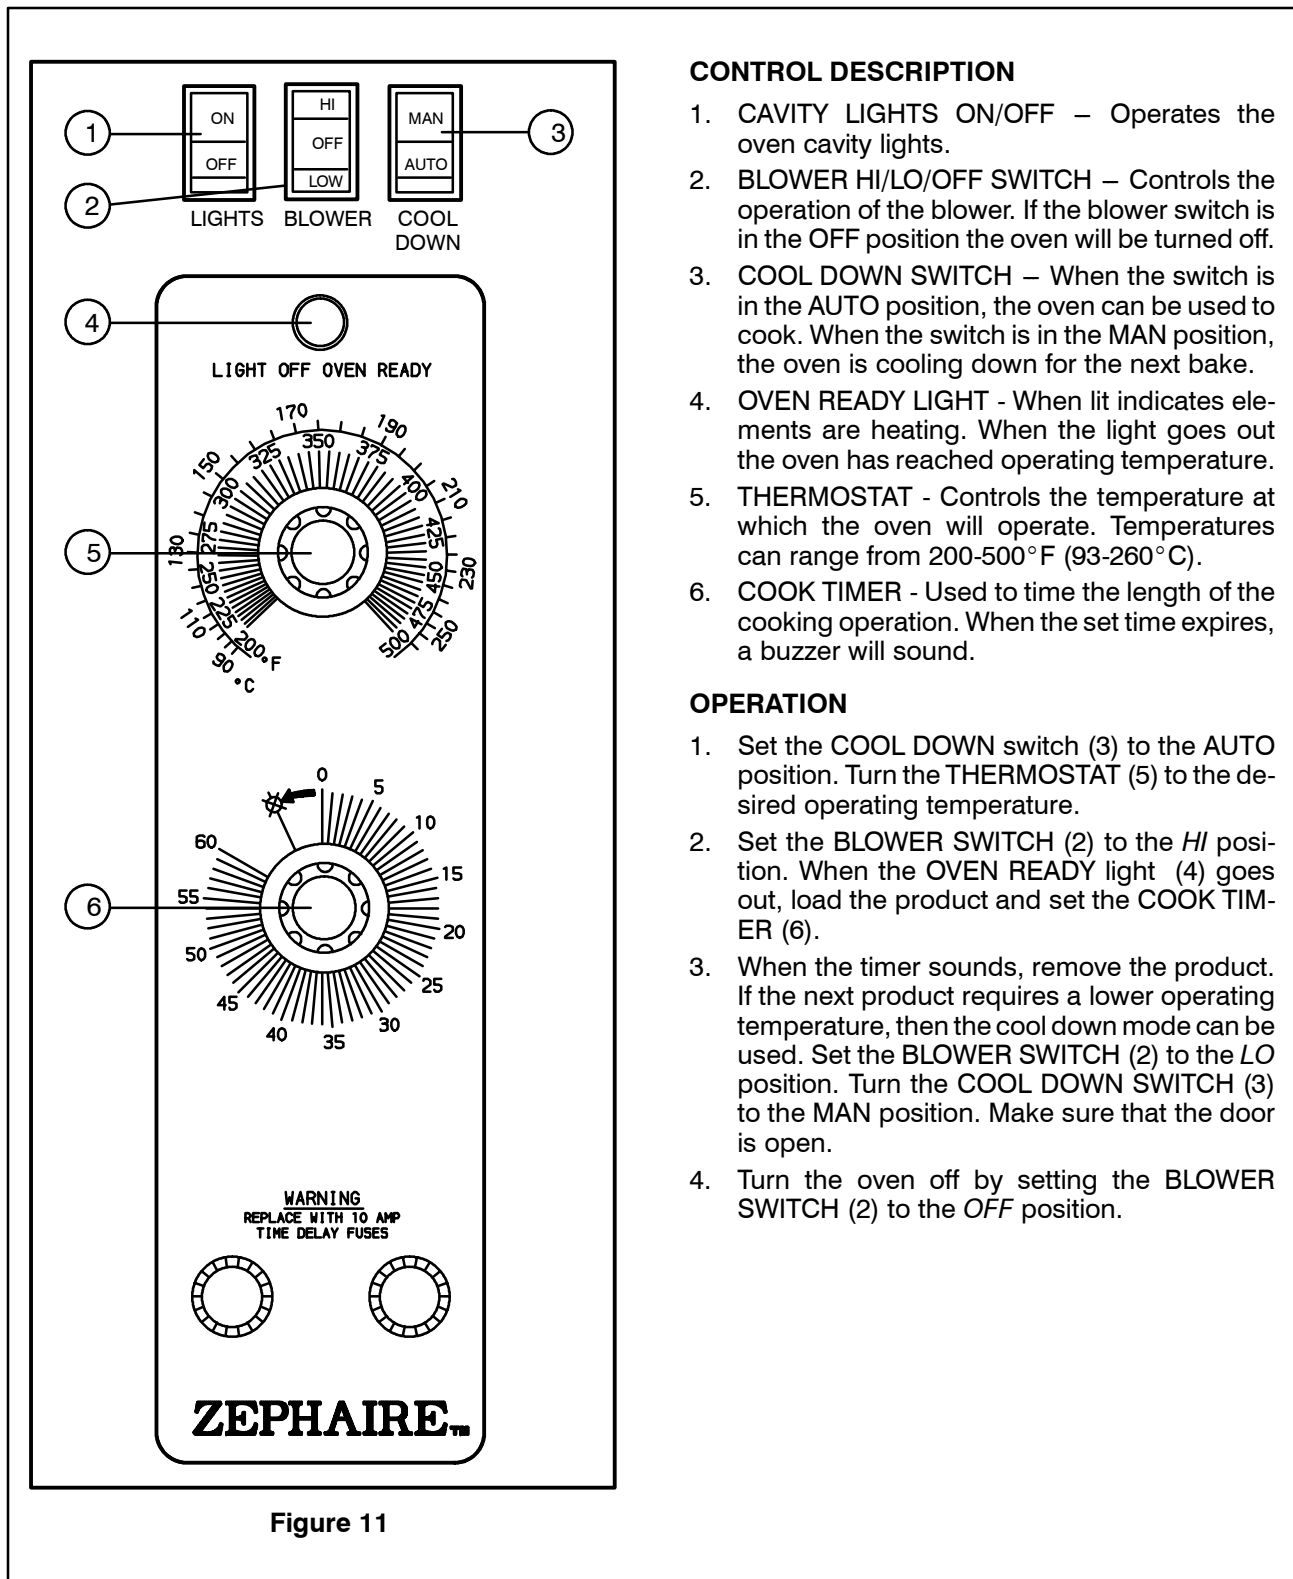 ON
OFF
LIGHTS
HI
OFF
LOW
BLOWER
MAN
AUTO
COOL
DOWN
1
2
3
4
LIGHT OFF OVEN READY
5
200°F
225
250
275
300
325
350
375
400
425
450
475
500
90 °C
110
130
150
170
190
210
230
250
6
0
5
10
15
20
25
30
35
40
45
50
55
60
WARNING
REPLACE WITH 10 AMP
TIME DELAY FUSES
ZEPHAIRE™
Figure 11
CONTROL DESCRIPTION
1. CAVITY LIGHTS ON/OFF – Operates the
oven cavity lights.
2. BLOWER HI/LO/OFF SWITCH – Controls the
operation of the blower. If the blower switch is
in the OFF position the oven will be turned off.
3. COOL DOWN SWITCH – When the switch is
in the AUTO position, the oven can be used to
cook. When the switch is in the MAN position,
the oven is cooling down for the next bake.
4. OVEN READY LIGHT - When lit indicates ele-
ments are heating. When the light goes out
the oven has reached operating temperature.
5. THERMOSTAT - Controls the temperature at
which the oven will operate. Temperatures
can range from 200-500°F (93-260°C).
6. COOK TIMER - Used to time the length of the
cooking operation. When the set time expires,
a buzzer will sound.
OPERATION
1. Set the COOL DOWN switch (3) to the AUTO
position. Turn the THERMOSTAT (5) to the de-
sired operating temperature.
2. Set the BLOWER SWITCH (2) to the HI posi-
tion. When the OVEN READY light (4) goes
out, load the product and set the COOK TIM-
ER (6).
3. When the timer sounds, remove the product.
If the next product requires a lower operating
temperature, then the cool down mode can be
used. Set the BLOWER SWITCH (2) to the LO
position. Turn the COOL DOWN SWITCH (3)
to the MAN position. Make sure that the door
is open.
4. Turn the oven off by setting the BLOWER
SWITCH (2) to the OFF position.